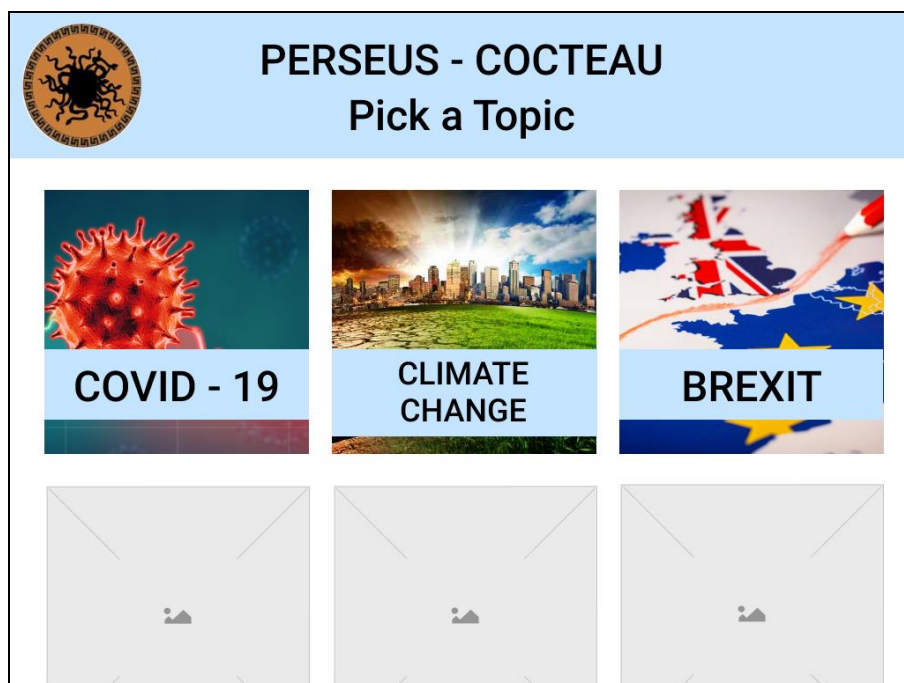 PERSEUS - COCTEAU
Pick a Topic
COVID - 19
CLIMATE
CHANGE
BREXIT